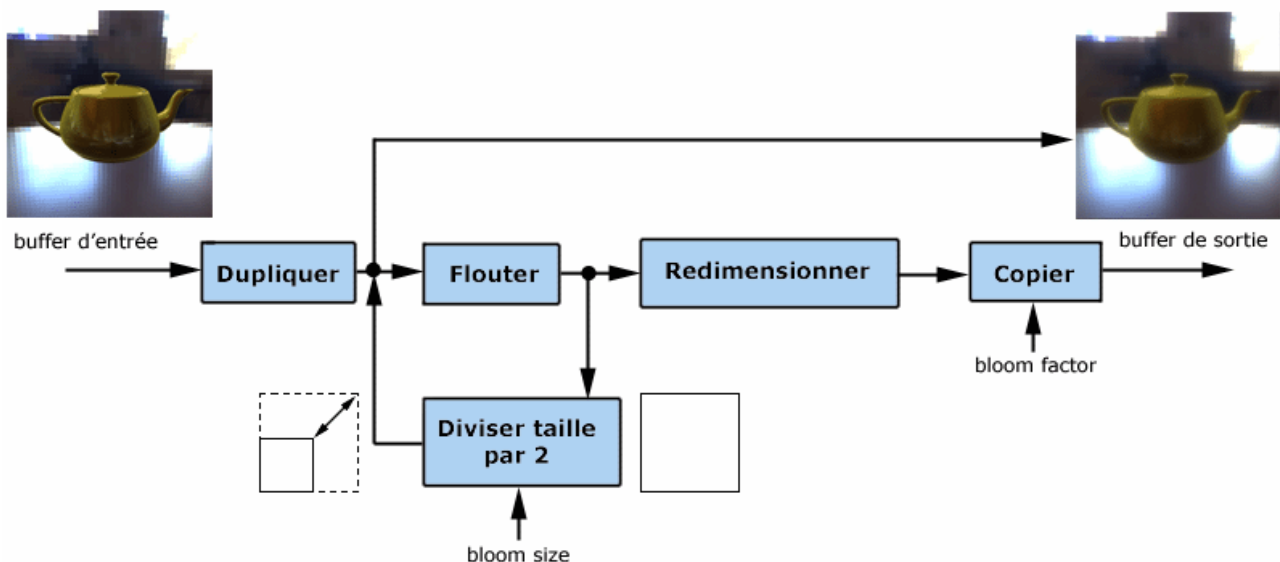 buffer d'entrée
buffer de sortie
Dupliquer
Flouter
Redimensionner
Copier
bloom factor
Diviser taille
par 2
bloom size